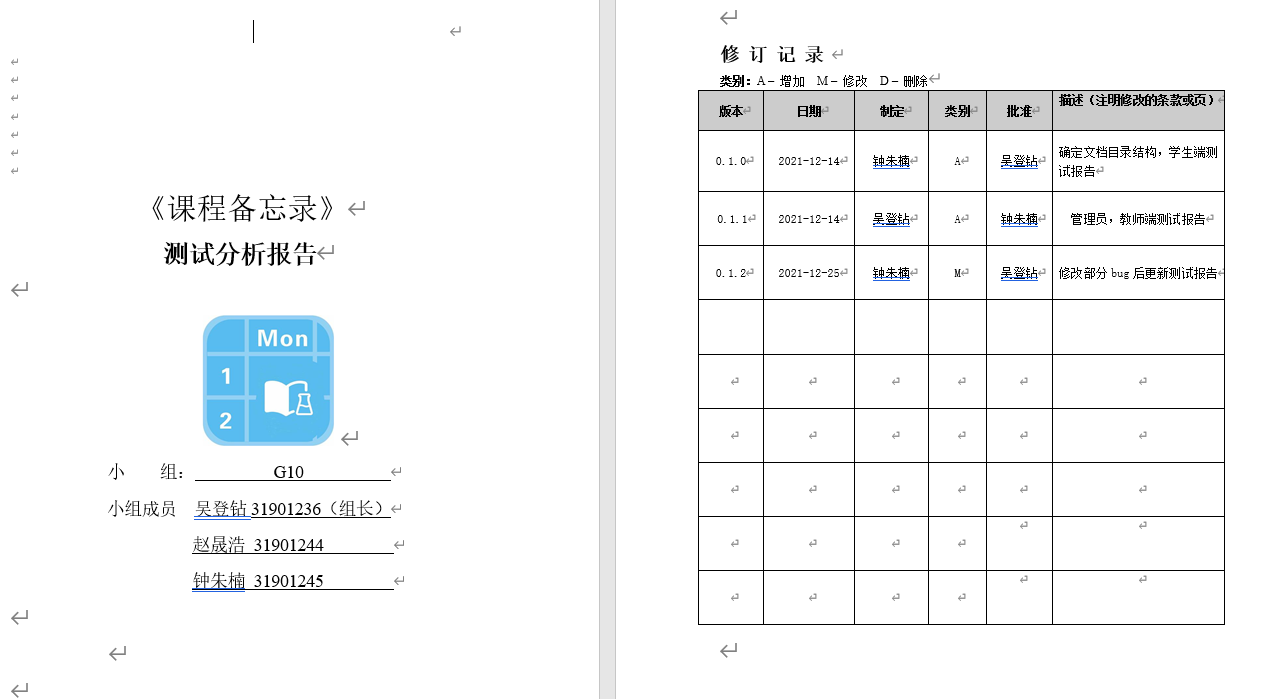 《课程备忘录》
测试分析报告
Mon
1
2
小 组： G10
小组成员 吴登钻 31901236（组长）
赵晟浩 31901244
钟朱楠 31901245
修 订 记 录
类别：A – 增加 M – 修改 D – 删除
版本 日期 制定 类别 批准 描述（注明修改的条款或页）
0.1.0 2021-12-14 钟朱楠 A 吴登钻 确定文档目录结构，学生端测
试报告
0.1.1 2021-12-14 吴登钻 A 钟朱楠 管理员，教师端测试报告
0.1.2 2021-12-25 钟朱楠 M 吴登钻 修改部分 bug 后更新测试报告